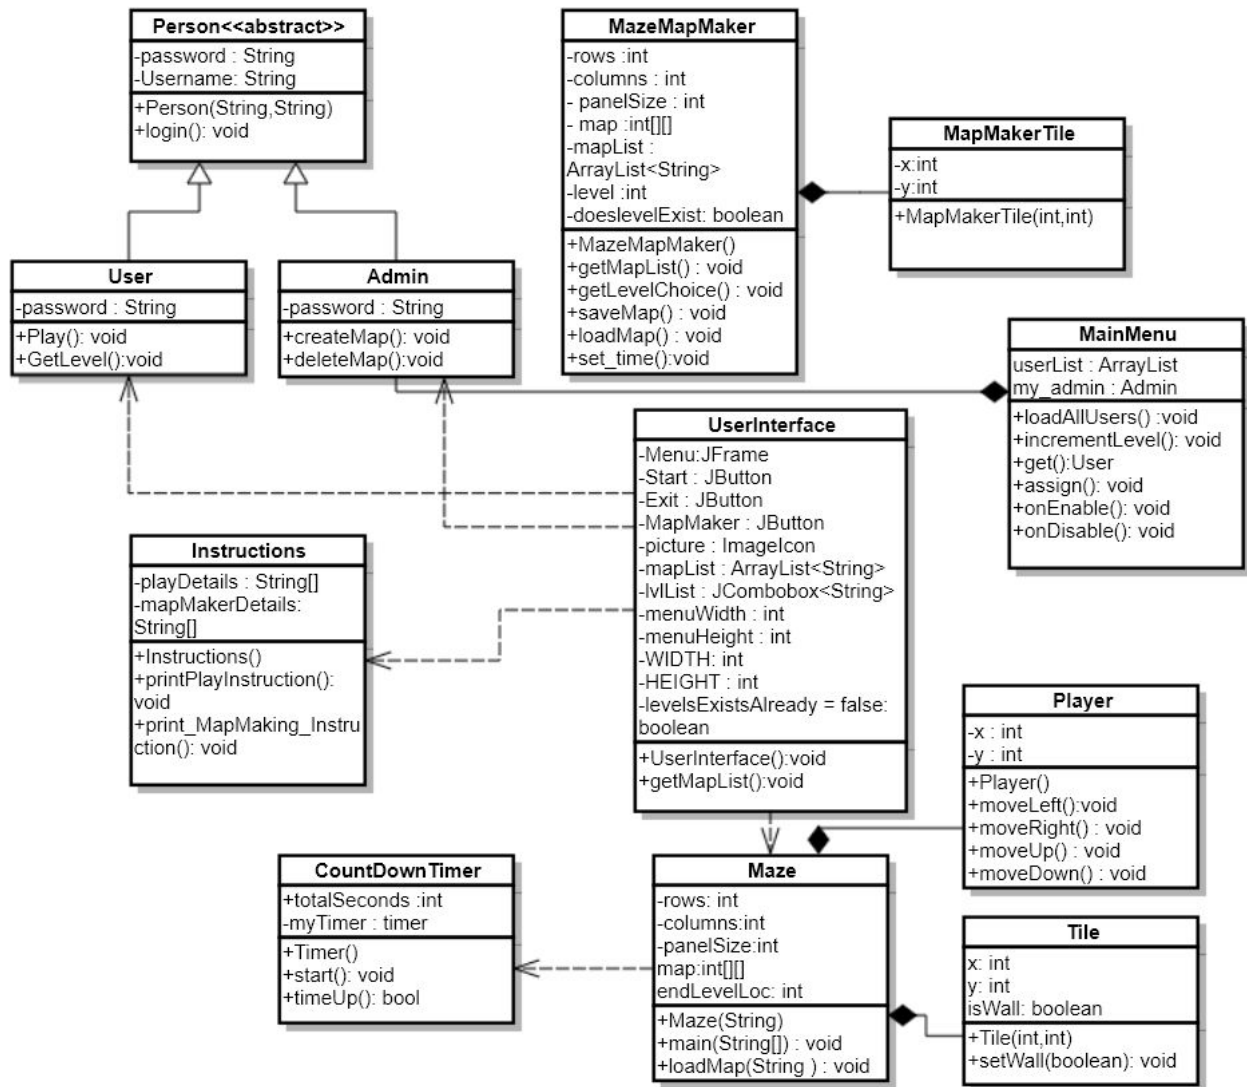 Person<<abstract>>
-password : String
-Username: String
+Person(String,String)
+login(): void
MazeMapMaker
-rows :int
-columns : int
- panelSize : int
- map :int[][]
-mapList :
ArrayList<String>
-level :int
-doeslevelExist: boolean
+MazeMapMaker()
+getMapList() : void
+getLevelChoice() : void
+saveMap() : void
+loadMap() : void
+set_time():void
MapMakerTile
-x:int
-y:int
+MapMakerTile(int,int)
User
-password : String
+Play(): void
+GetLevel():void
Admin
-password : String
+createMap(): void
+deleteMap():void
MainMenu
userList : ArrayList
my_admin : Admin
+loadAllUsers() :void
+incrementLevel(): void
+get():User
+assign(): void
+onEnable(): void
+onDisable(): void
UserInterface
-Menu:JFrame
-Start : JButton
-Exit : JButton
-MapMaker : JButton
-picture : ImageIcon
-mapList : ArrayList<String>
-lvlList : JCombobox<String>
-menuWidth : int
-menuHeight : int
-WIDTH: int
-HEIGHT : int
-levelsExistsAlready = false:
boolean
+UserInterface():void
+getMapList():void
Instructions
-playDetails : String[]
-mapMakerDetails:
String[]
+Instructions()
+printPlayInstruction():
void
+print_MapMaking_Instru
ction(): void
Player
-x : int
-y : int
+Player()
+moveLeft():void
+moveRight() : void
+moveUp() : void
+moveDown() : void
CountDownTimer
+totalSeconds :int
-myTimer : timer
+Timer()
+start(): void
+timeUp(): bool
Maze
-rows: int
-columns:int
-panelSize:int
map:int[][]
endLevelLoc: int
+Maze(String)
+main(String[]) : void
+loadMap(String ) : void
Tile
x: int
y: int
isWall: boolean
+Tile(int,int)
+setWall(boolean): void